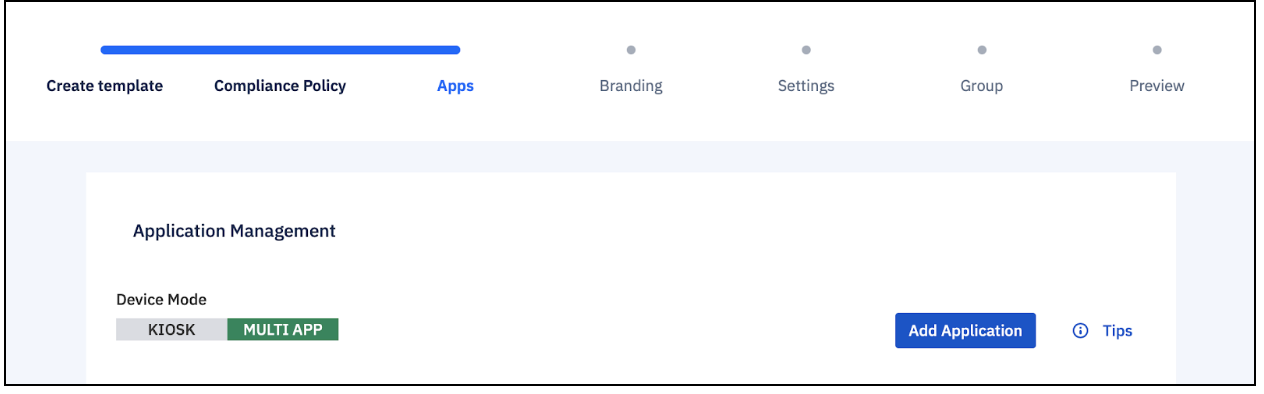 Create template Compliance Policy Apps Branding Settings Group Preview
Application Management
Device Mode
KIOSK MULTI APP Add Application Tips